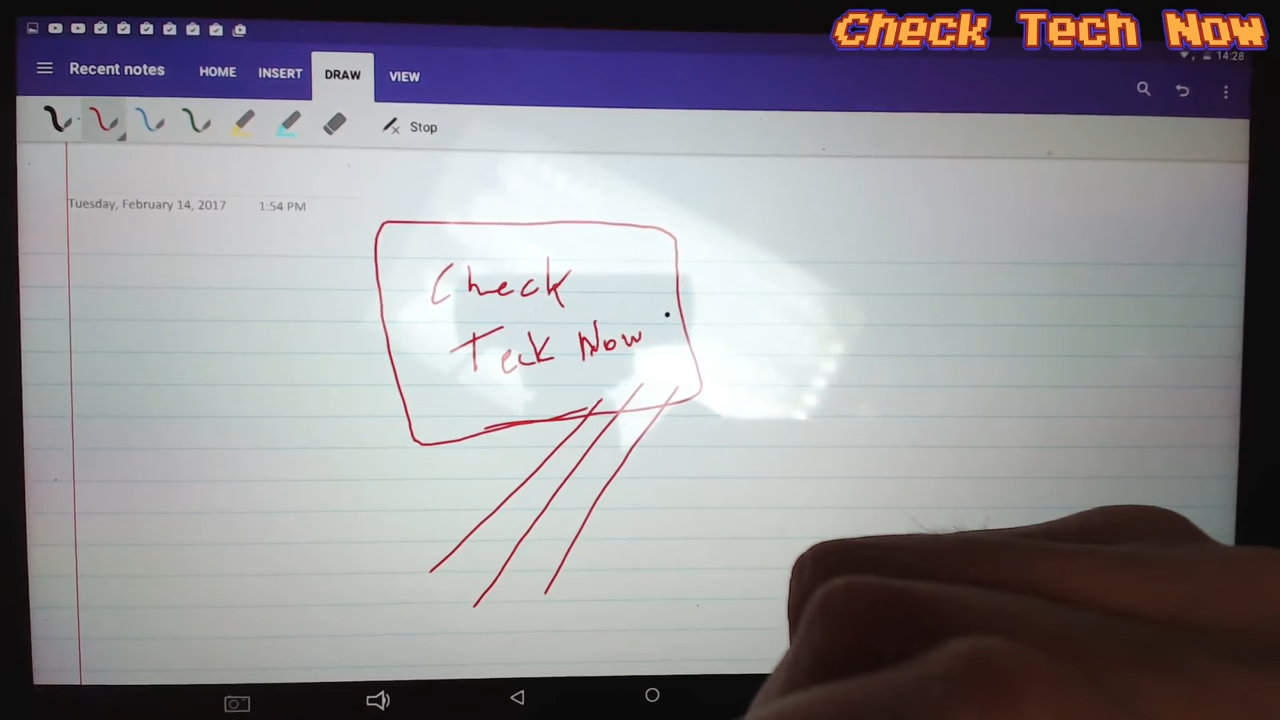 Check Tech Now
14:28
Recent notes HOME INSERT DRAW VIEW
Stop
Tuesday, February 14, 2017 1:54 PM
Check
Teck Now